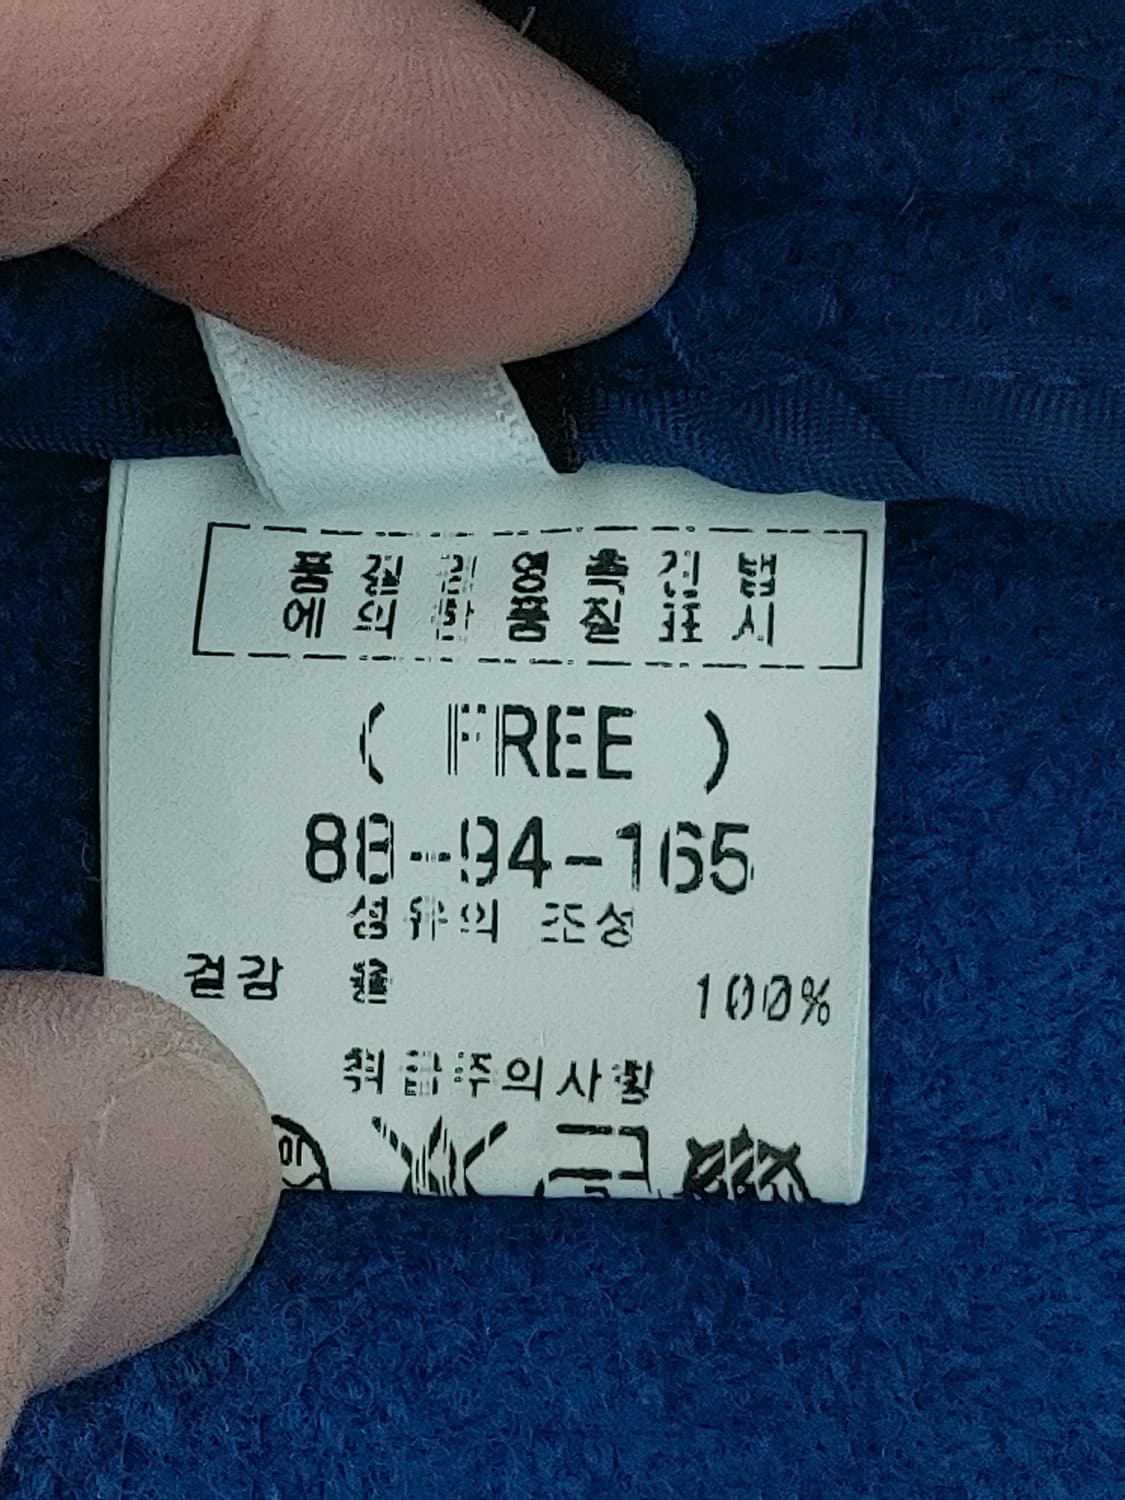 품질경영촉진법
에의한품질표시
( FREE )
88-94-165
섬유의 조성
겉감 울 100%
취급주의사항